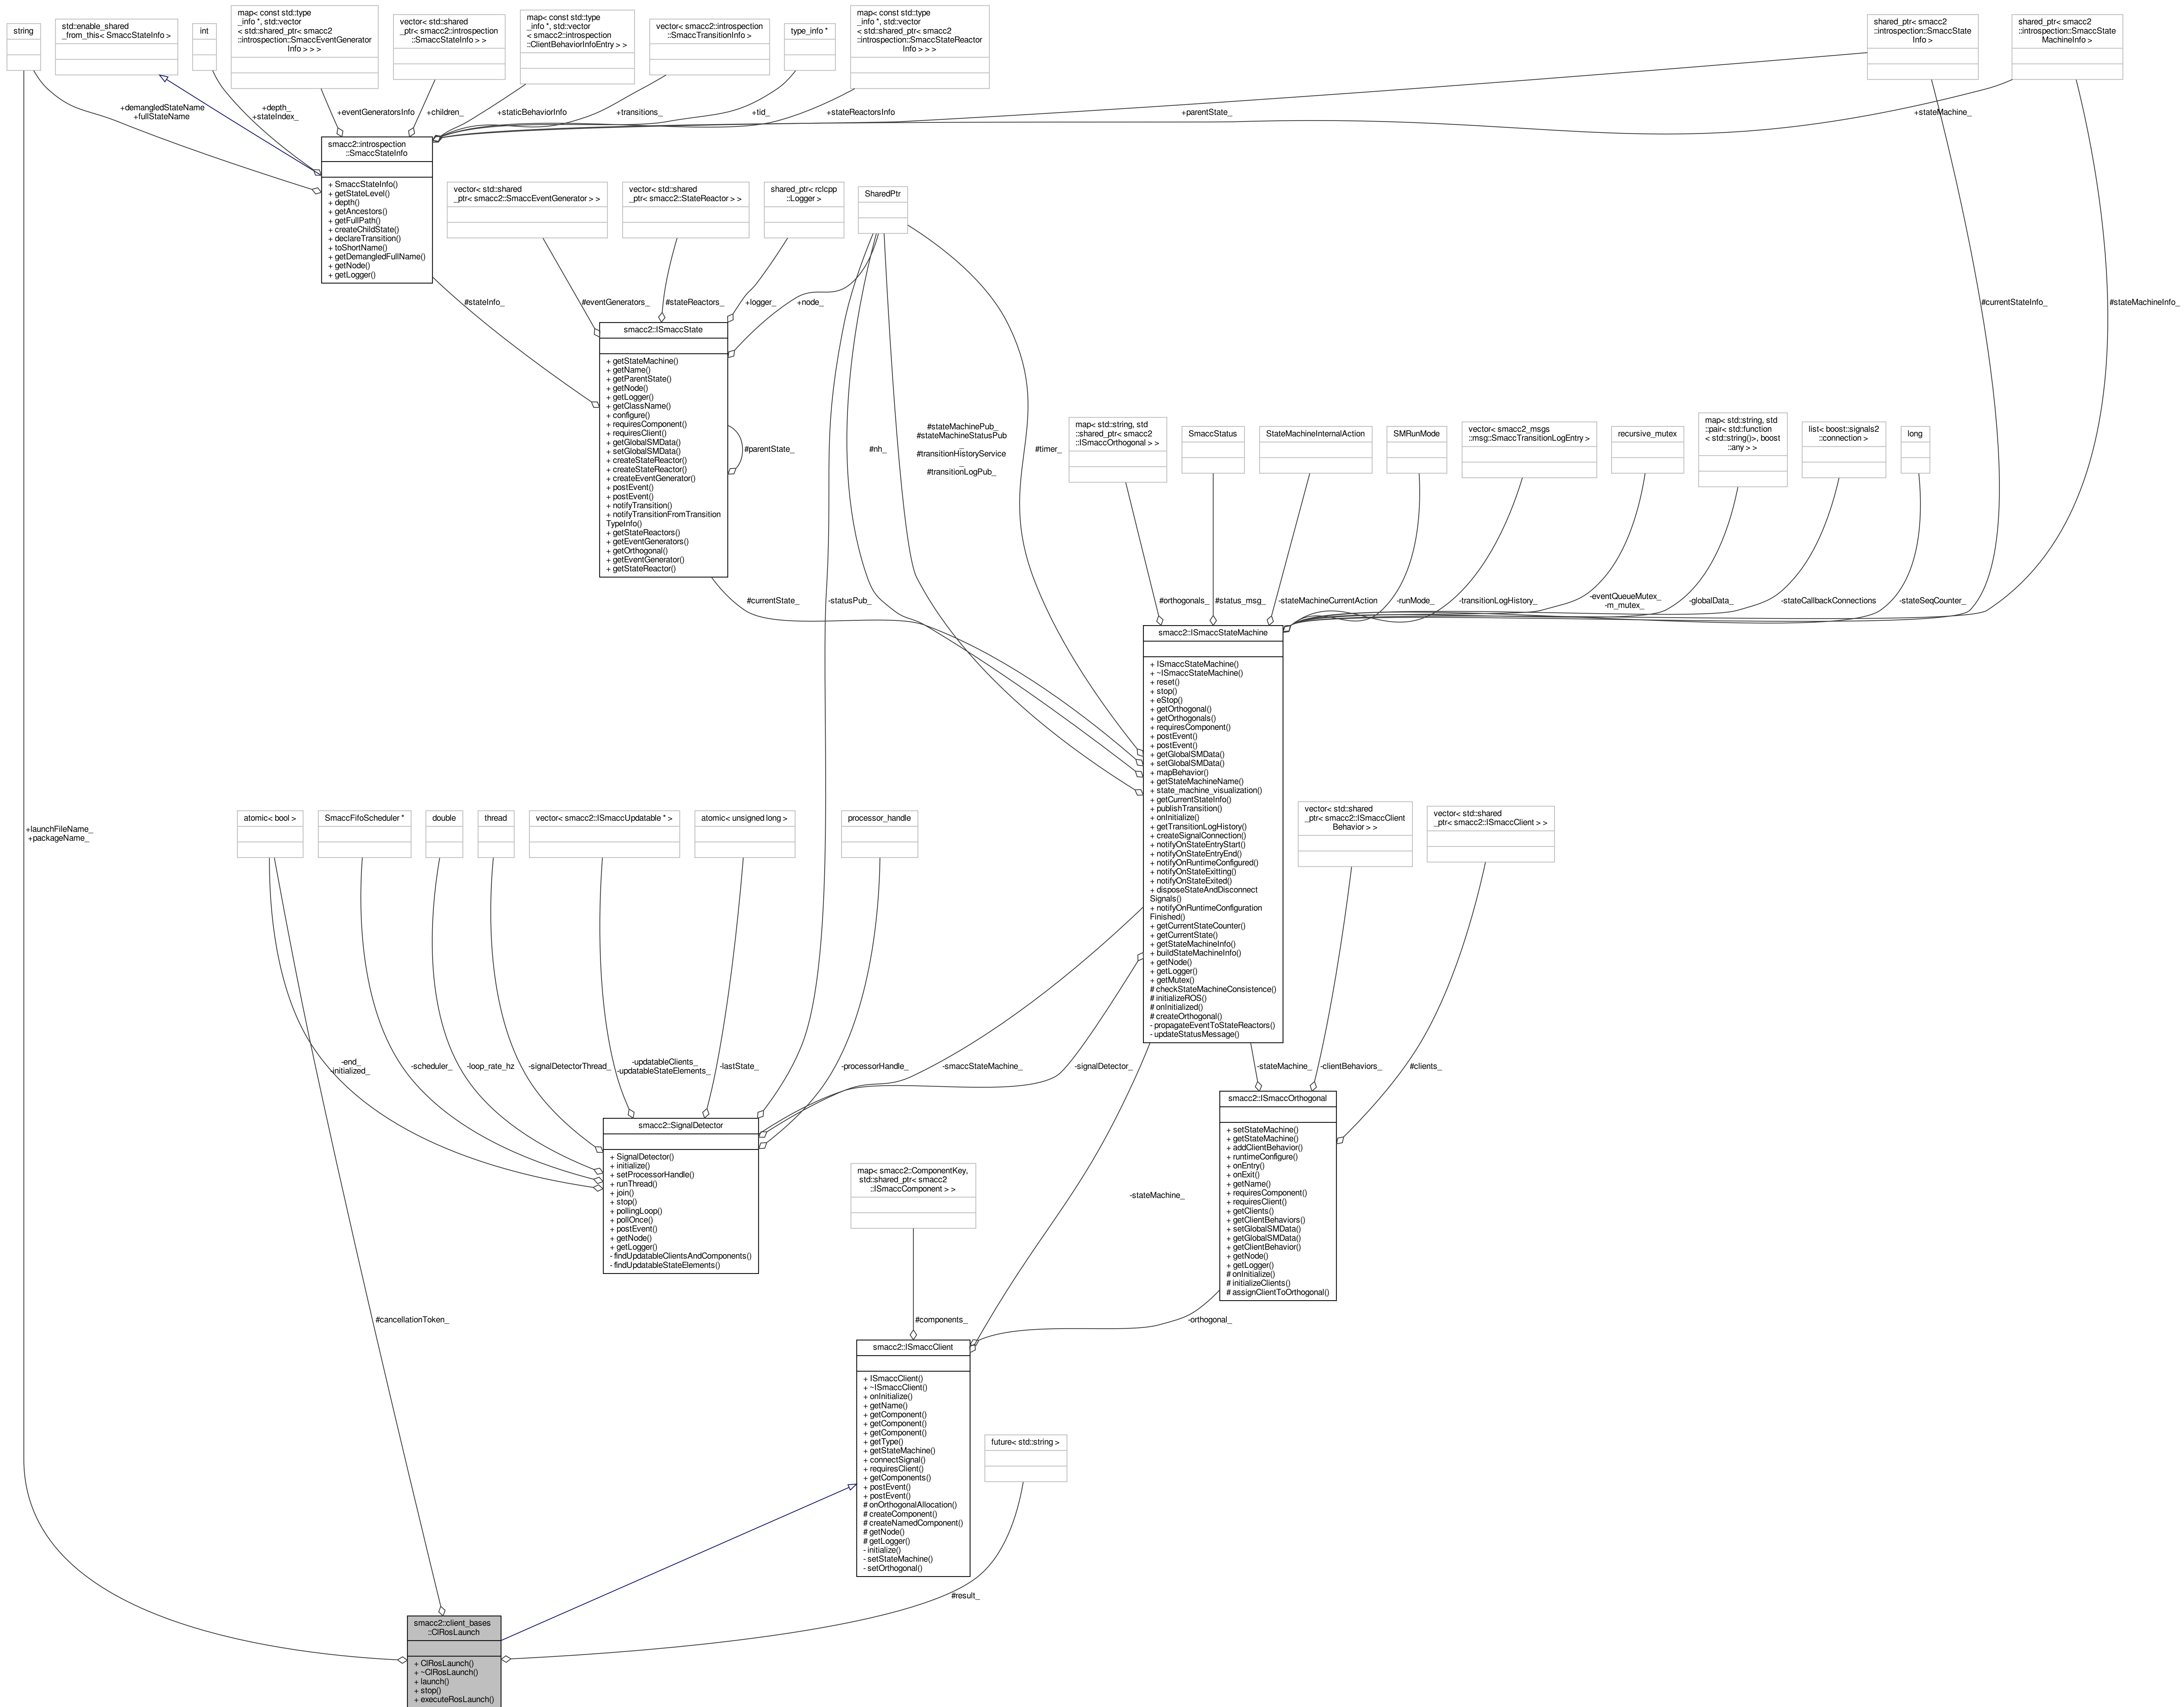 string
std::enable_shared
_from_this< SmaccStateInfo >
int
map< const std::type
_info *, std::vector
< std::shared_ptr< smacc2
::introspection::SmaccEventGenerator
Info > > >
vector< std::shared
_ptr< smacc2::introspection
::SmaccStateInfo > >
map< const std::type
_info *, std::vector
< smacc2::introspection
::ClientBehaviorInfoEntry > >
vector< smacc2::introspection
::SmaccTransitionInfo >
type_info *
map< const std::type
_info *, std::vector
< std::shared_ptr< smacc2
::introspection::SmaccStateReactor
Info > > >
shared_ptr< smacc2
::introspection::SmaccState
Info >
shared_ptr< smacc2
::introspection::SmaccState
MachineInfo >
+demangledStateName
+fullStateName
+depth_
+stateIndex_
+eventGeneratorsInfo
+children_
+staticBehaviorInfo
+transitions_
+tid_
+stateReactorsInfo
+parentState_
+stateMachine_
smacc2::introspection
::SmaccStateInfo
+ SmaccStateInfo()
+ getStateLevel()
+ depth()
+ getAncestors()
+ getFullPath()
+ createChildState()
+ declareTransition()
+ toShortName()
+ getDemangledFullName()
+ getNode()
+ getLogger()
vector< std::shared
_ptr< smacc2::SmaccEventGenerator > >
vector< std::shared
_ptr< smacc2::StateReactor > >
shared_ptr< rclcpp
::Logger >
SharedPtr
#stateInfo_
#eventGenerators_
#stateReactors_
+logger_
+node_
#currentStateInfo_
#stateMachineInfo_
smacc2::ISmaccState
+ getStateMachine()
+ getName()
+ getParentState()
+ getNode()
+ getLogger()
+ getClassName()
+ configure()
+ requiresComponent()
+ requiresClient()
+ getGlobalSMData()
+ setGlobalSMData()
+ createStateReactor()
+ createStateReactor()
+ createEventGenerator()
+ postEvent()
+ postEvent()
+ notifyTransition()
+ notifyTransitionFromTransition
TypeInfo()
+ getStateReactors()
+ getEventGenerators()
+ getOrthogonal()
+ getEventGenerator()
+ getStateReactor()
#parentState_
#nh_
#stateMachinePub_
#stateMachineStatusPub
_
#transitionHistoryService
_
#transitionLogPub_
#timer_
map< std::string, std
::shared_ptr< smacc2
::ISmaccOrthogonal > >
SmaccStatus
StateMachineInternalAction
SMRunMode
vector< smacc2_msgs
::msg::SmaccTransitionLogEntry >
recursive_mutex
map< std::string, std
::pair< std::function
< std::string()>, boost
::any > >
list< boost::signals2
::connection >
long
#currentState_
-statusPub_
#orthogonals_
#status_msg_
-stateMachineCurrentAction
-runMode_
-transitionLogHistory_
-eventQueueMutex_
-m_mutex_
-globalData_
-stateCallbackConnections
-stateSeqCounter_
smacc2::ISmaccStateMachine
+ ISmaccStateMachine()
+ ~ISmaccStateMachine()
+ reset()
+ stop()
+ eStop()
+ getOrthogonal()
+ getOrthogonals()
+ requiresComponent()
+ postEvent()
+ postEvent()
+ getGlobalSMData()
+ setGlobalSMData()
+ mapBehavior()
+ getStateMachineName()
+ state_machine_visualization()
+ getCurrentStateInfo()
+ publishTransition()
+ onInitialize()
+ getTransitionLogHistory()
+ createSignalConnection()
+ notifyOnStateEntryStart()
+ notifyOnStateEntryEnd()
+ notifyOnRuntimeConfigured()
+ notifyOnStateExitting()
+ notifyOnStateExited()
+ disposeStateAndDisconnect
Signals()
+ notifyOnRuntimeConfiguration
Finished()
+ getCurrentStateCounter()
+ getCurrentState()
+ getStateMachineInfo()
+ buildStateMachineInfo()
+ getNode()
+ getLogger()
+ getMutex()
# checkStateMachineConsistence()
# initializeROS()
# onInitialized()
# createOrthogonal()
- propagateEventToStateReactors()
- updateStatusMessage()
+launchFileName_
+packageName_
atomic< bool >
SmaccFifoScheduler *
double
thread
vector< smacc2::ISmaccUpdatable * >
atomic< unsigned long >
processor_handle
vector< std::shared
_ptr< smacc2::ISmaccClient
Behavior > >
vector< std::shared
_ptr< smacc2::ISmaccClient > >
-end_
-initialized_
-scheduler_
-loop_rate_hz
-signalDetectorThread_
-updatableClients_
-updatableStateElements_
-lastState_
-processorHandle_
-smaccStateMachine_
-signalDetector_
-stateMachine_
-clientBehaviors_
#clients_
smacc2::SignalDetector
+ SignalDetector()
+ initialize()
+ setProcessorHandle()
+ runThread()
+ join()
+ stop()
+ pollingLoop()
+ pollOnce()
+ postEvent()
+ getNode()
+ getLogger()
- findUpdatableClientsAndComponents()
- findUpdatableStateElements()
smacc2::ISmaccOrthogonal
+ setStateMachine()
+ getStateMachine()
+ addClientBehavior()
+ runtimeConfigure()
+ onEntry()
+ onExit()
+ getName()
+ requiresComponent()
+ requiresClient()
+ getClients()
+ getClientBehaviors()
+ setGlobalSMData()
+ getGlobalSMData()
+ getClientBehavior()
+ getNode()
+ getLogger()
# onInitialize()
# initializeClients()
# assignClientToOrthogonal()
map< smacc2::ComponentKey,
std::shared_ptr< smacc2
::ISmaccComponent > >
-stateMachine_
#cancellationToken_
#components_
-orthogonal_
smacc2::ISmaccClient
+ ISmaccClient()
+ ~ISmaccClient()
+ onInitialize()
+ getName()
+ getComponent()
+ getComponent()
+ getComponent()
+ getType()
+ getStateMachine()
+ connectSignal()
+ requiresClient()
+ getComponents()
+ postEvent()
+ postEvent()
# onOrthogonalAllocation()
# createComponent()
# createNamedComponent()
# getNode()
# getLogger()
- initialize()
- setStateMachine()
- setOrthogonal()
future< std::string >
#result_
smacc2::client_bases
::ClRosLaunch
+ ClRosLaunch()
+ ~ClRosLaunch()
+ launch()
+ stop()
+ executeRosLaunch()